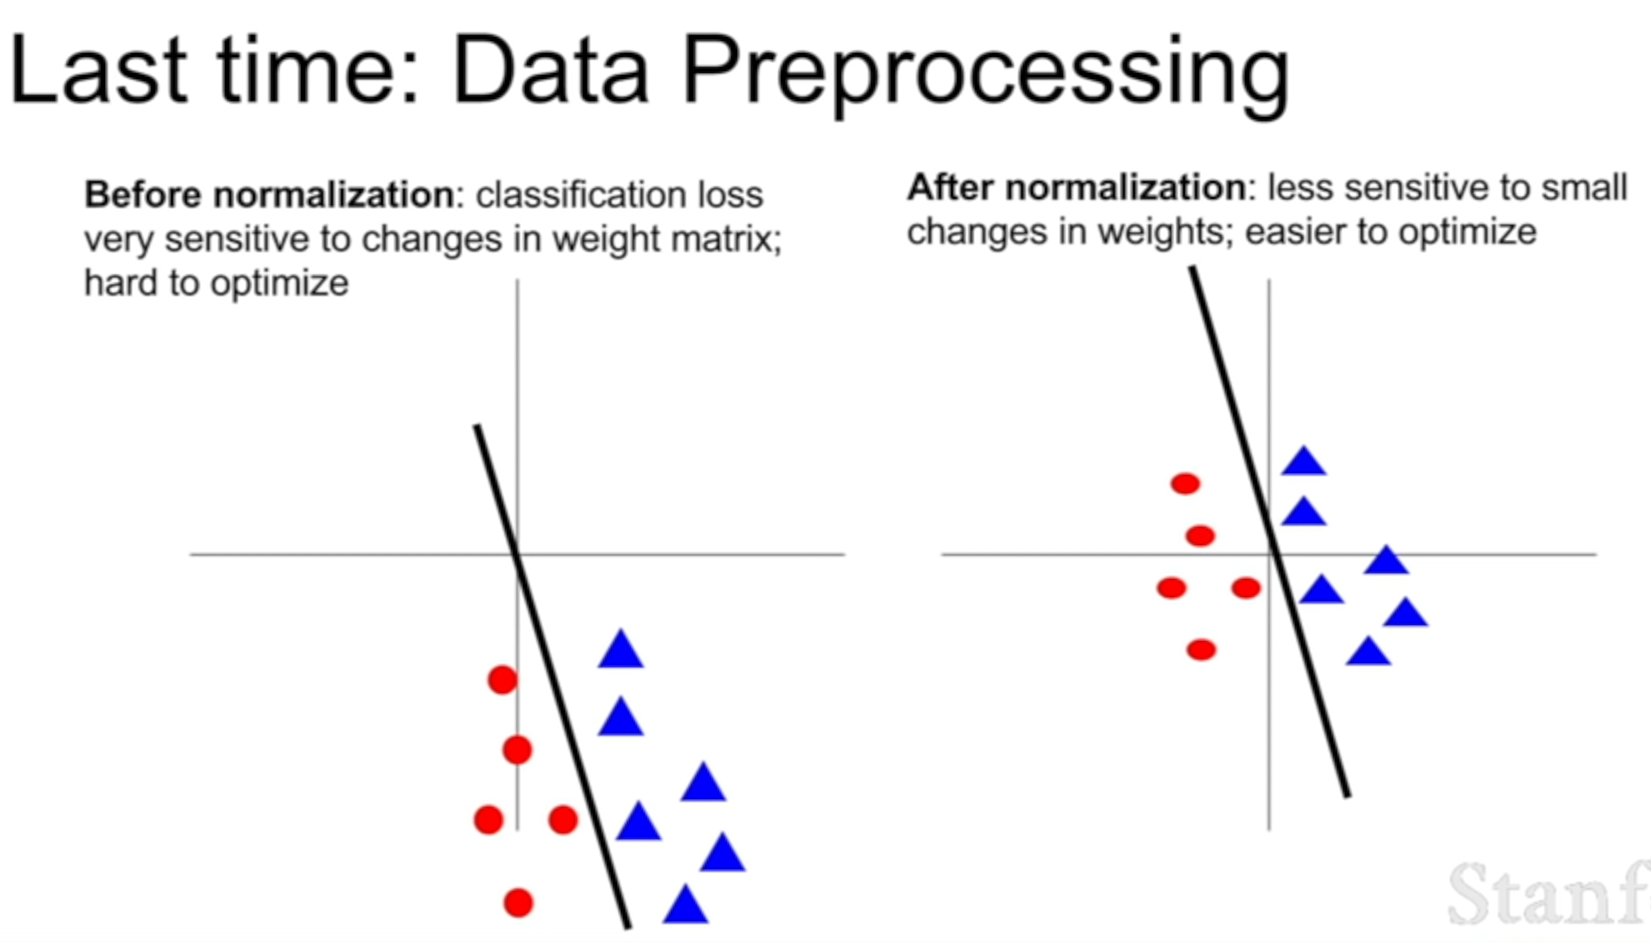 Last time: Data Preprocessing
Before normalization: classification loss
very sensitive to changes in weight matrix;
hard to optimize
After normalization: less sensitive to small
changes in weights; easier to optimize
Stanf